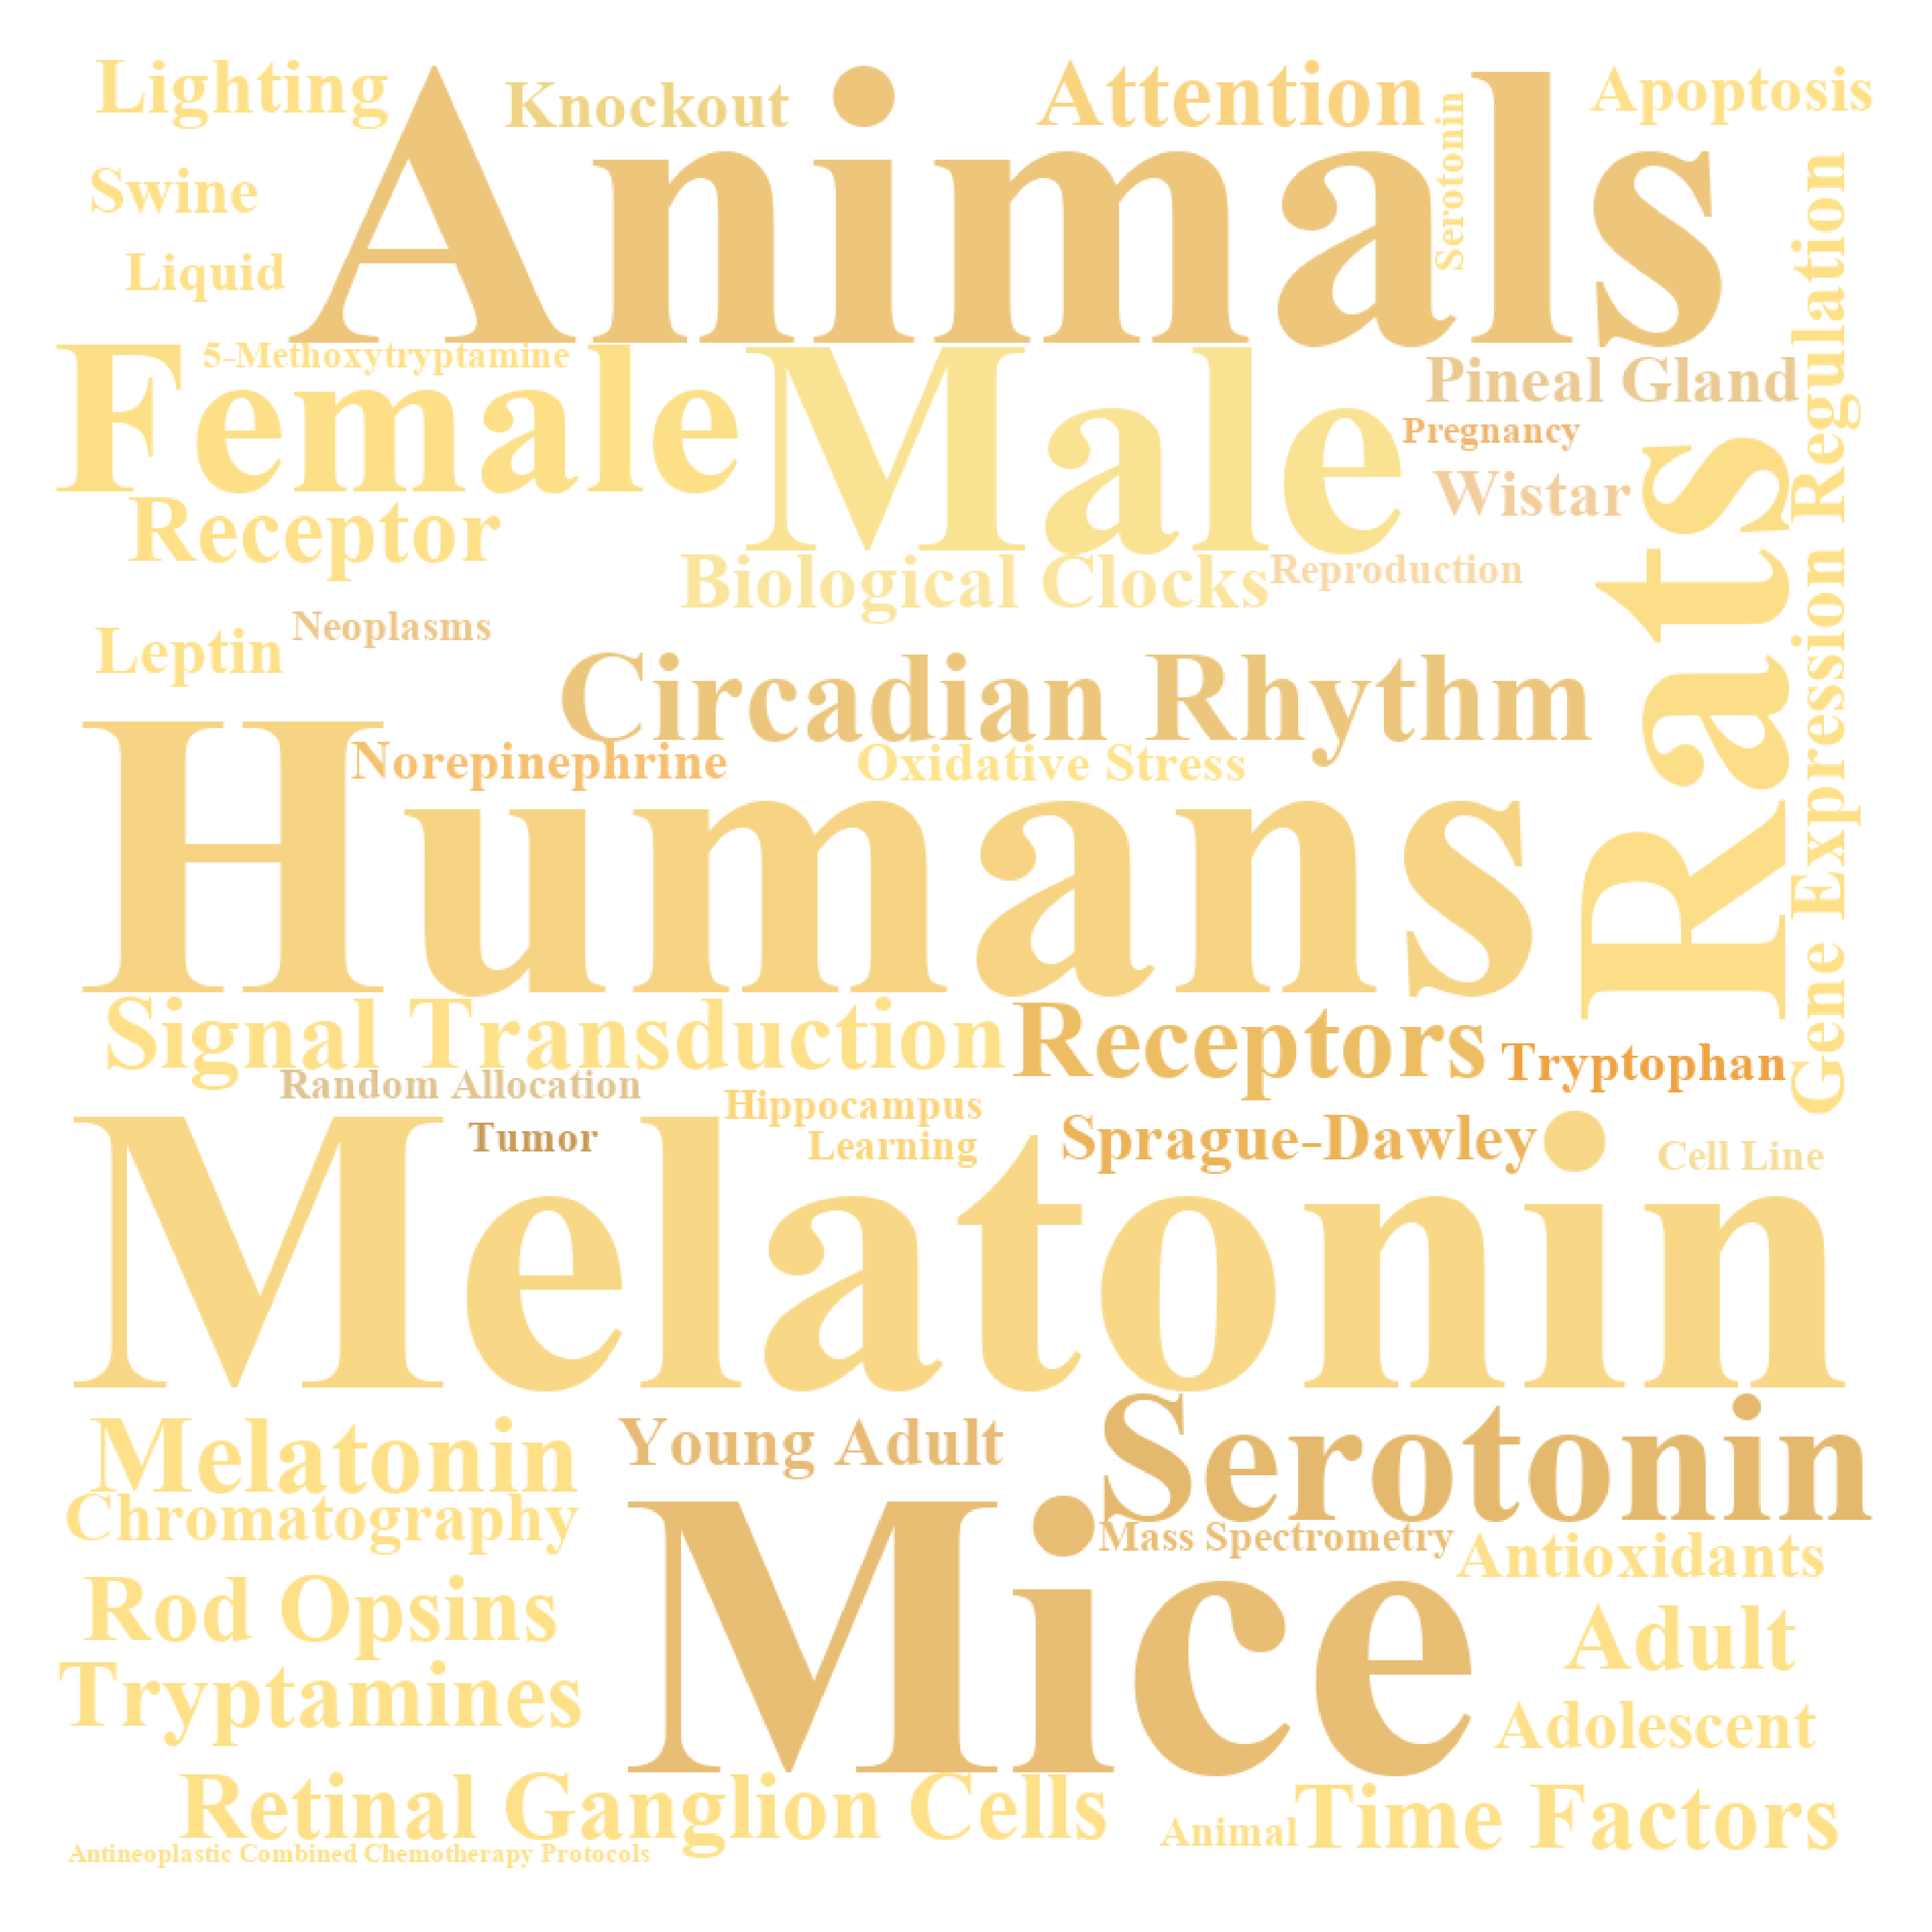 Lighting
Knockout
Attention
Apoptosis
Animals
Serotonin
Swine
Liquid
Gene Expression Regulation
5-Methoxytryptamine
Female
Male
Pineal Gland
Pregnancy
Wistar
Rats
Receptor
Biological Clocks
Reproduction
Neoplasms
Leptin
Circadian Rhythm
Norepinephrine
Oxidative Stress
Humans
Signal Transduction
Receptors
Tryptophan
Random Allocation
Hippocampus
Tumor
Learning
Sprague-Dawley
Cell Line
Melatonin
Melatonin
Young Adult
Serotonin
Chromatography
Mass Spectrometry
Antioxidants
Mice
Rod Opsins
Adult
Tryptamines
Adolescent
Retinal Ganglion Cells
Animal
Time Factors
Antineoplastic Combined Chemotherapy Protocols